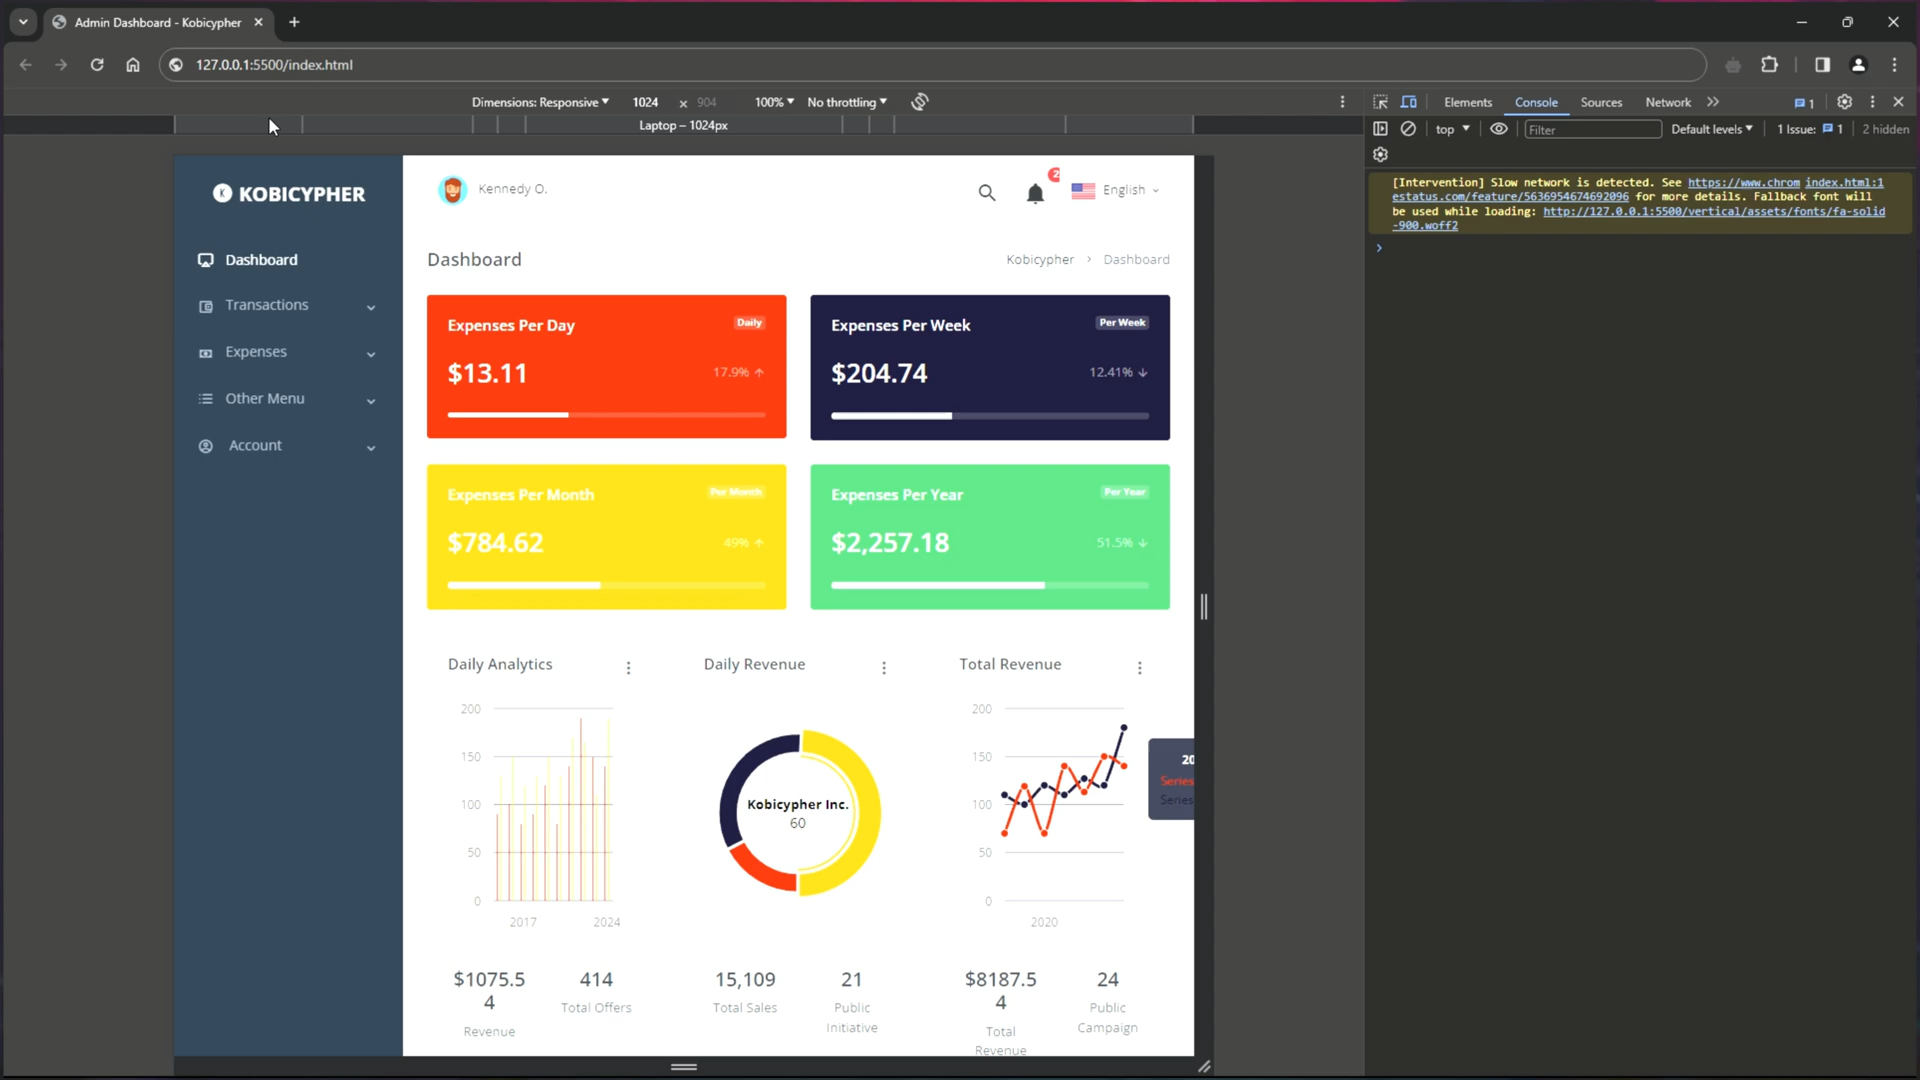 Admin Dashboard - Kobicypher
127.0.0.1:5500/index.html
Dimensions: Responsive 1024 × 904 100% No throttling
Elements Console Sources Network 1
Laptop – 1024px
top Filter Default levels 1 Issue: 1 2 hidden
[Intervention] Slow network is detected. See https://www.chrom index.html:1
estatus.com/feature/5636954674692096 for more details. Fallback font will
be used while loading: http://127.0.0.1:5500/vertical/assets/fonts/fa-solid
-900.woff2
K KOBICYPHER
Dashboard
Transactions
Expenses
Other Menu
Account
Kennedy O.
2
English
Dashboard
Kobicypher > Dashboard
Expenses Per Day Daily
$13.11 17.9% ↑
Expenses Per Week Per Week
$204.74 12.41% ↓
Expenses Per Month Per Month
$784.62 49% ↑
Expenses Per Year Per Year
$2,257.18 51.5% ↓
Daily Analytics
200
150
100
50
0
2017 2024
$1075.5
4
Revenue
414
Total Offers
Daily Revenue
Kobicypher Inc.
60
15,109
Total Sales
21
Public
Initiative
Total Revenue
200
150
100
50
0
2020
20
Series
Series
$8187.5
4
Total
Revenue
24
Public
Campaign